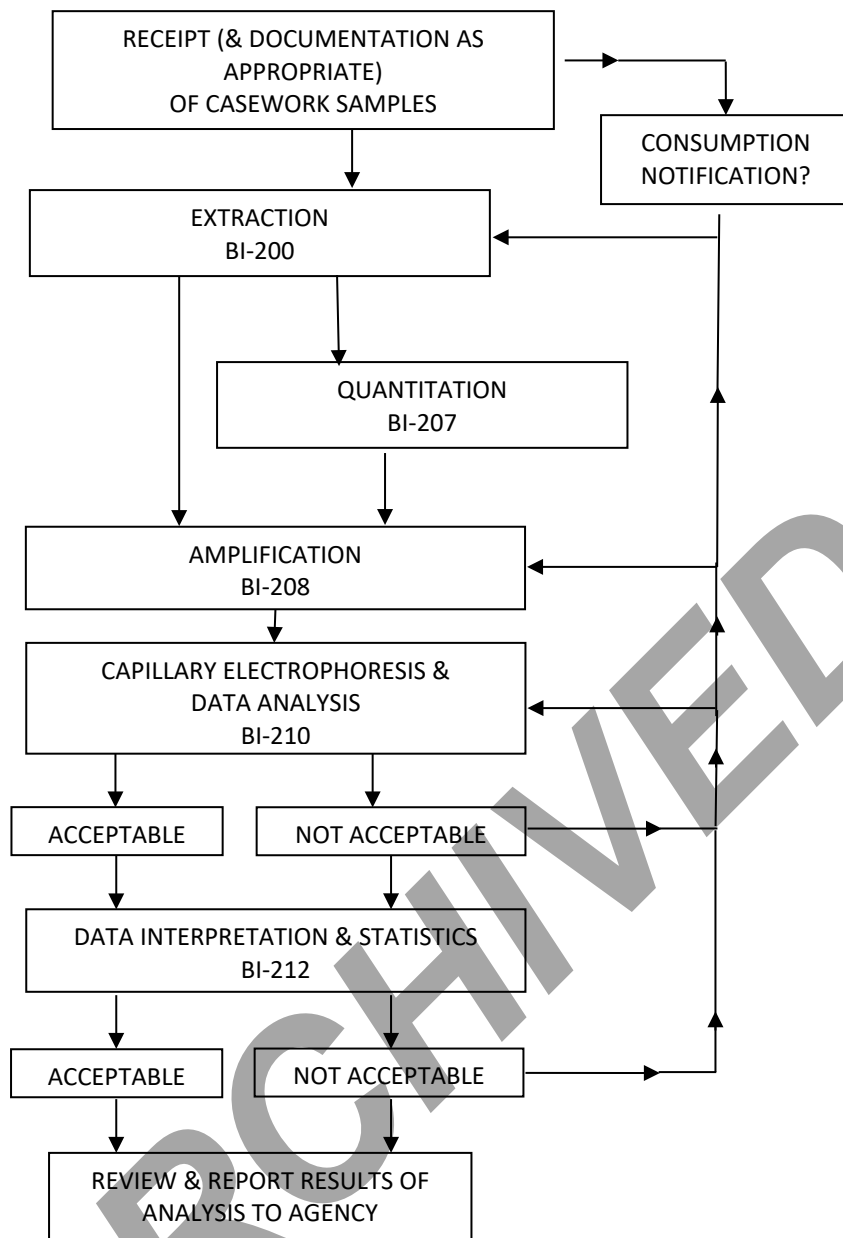 RECEIPT (& DOCUMENTATION AS
APPROPRIATE)
OF CASEWORK SAMPLES
CONSUMPTION
NOTIFICATION?
EXTRACTION
BI-200
QUANTITATION
BI-207
AMPLIFICATION
BI-208
CAPILLARY ELECTROPHORESIS &
DATA ANALYSIS
BI-210
ACCEPTABLE
NOT ACCEPTABLE
DATA INTERPRETATION & STATISTICS
BI-212
ACCEPTABLE
NOT ACCEPTABLE
REVIEW & REPORT RESULTS OF
ANALYSIS TO AGENCY
ARCHIVED